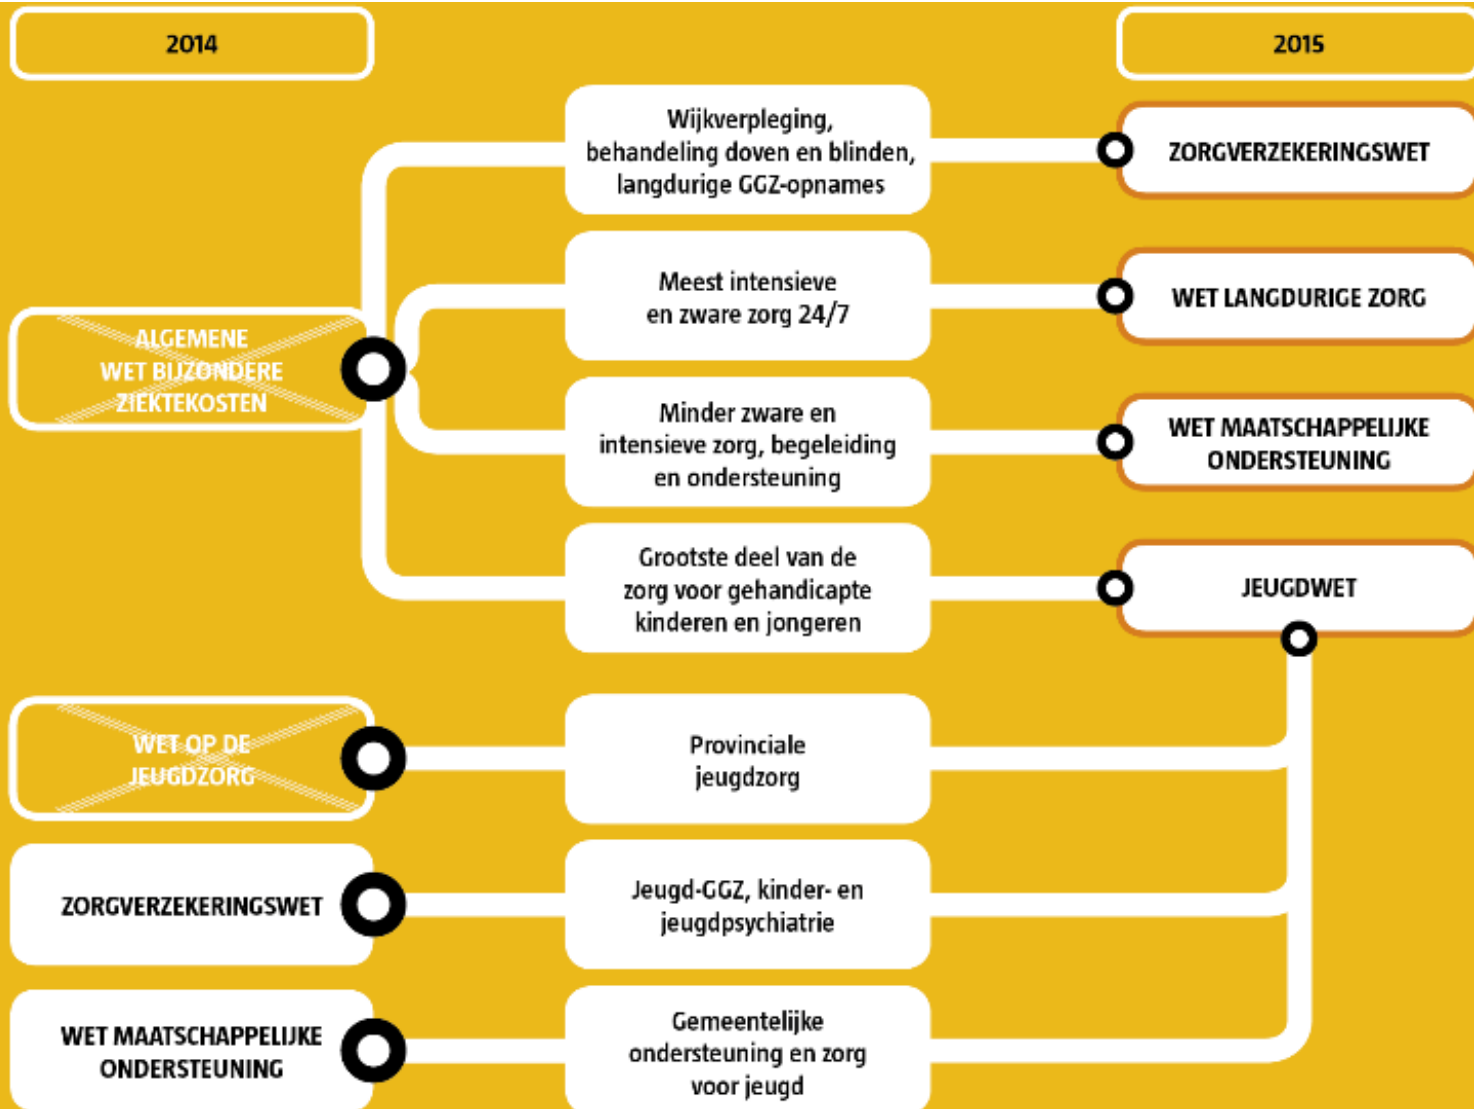 2014
2015
Wijkverpleging,
behandeling doven en blinden,
langdurige GGZ-opnames
ZORGVERZEKERINGSWET
Meest intensieve
en zware zorg 24/7
WET LANGDURIGE ZORG
ALGEMENE
WET BIJZONDERE
ZIEKTEKOSTEN
Minder zware en
intensieve zorg, begeleiding
en ondersteuning
WET MAATSCHAPPELIJKE
ONDERSTEUNING
Grootste deel van de
zorg voor gehandicapte
kinderen en jongeren
JEUGDWET
WET OP DE
JEUGDZORG
Provinciale
jeugdzorg
ZORGVERZEKERINGSWET
Jeugd-GGZ, kinder- en
jeugdpsychiatrie
WET MAATSCHAPPELIJKE
ONDERSTEUNING
Gemeentelijke
ondersteuning en zorg
voor jeugd